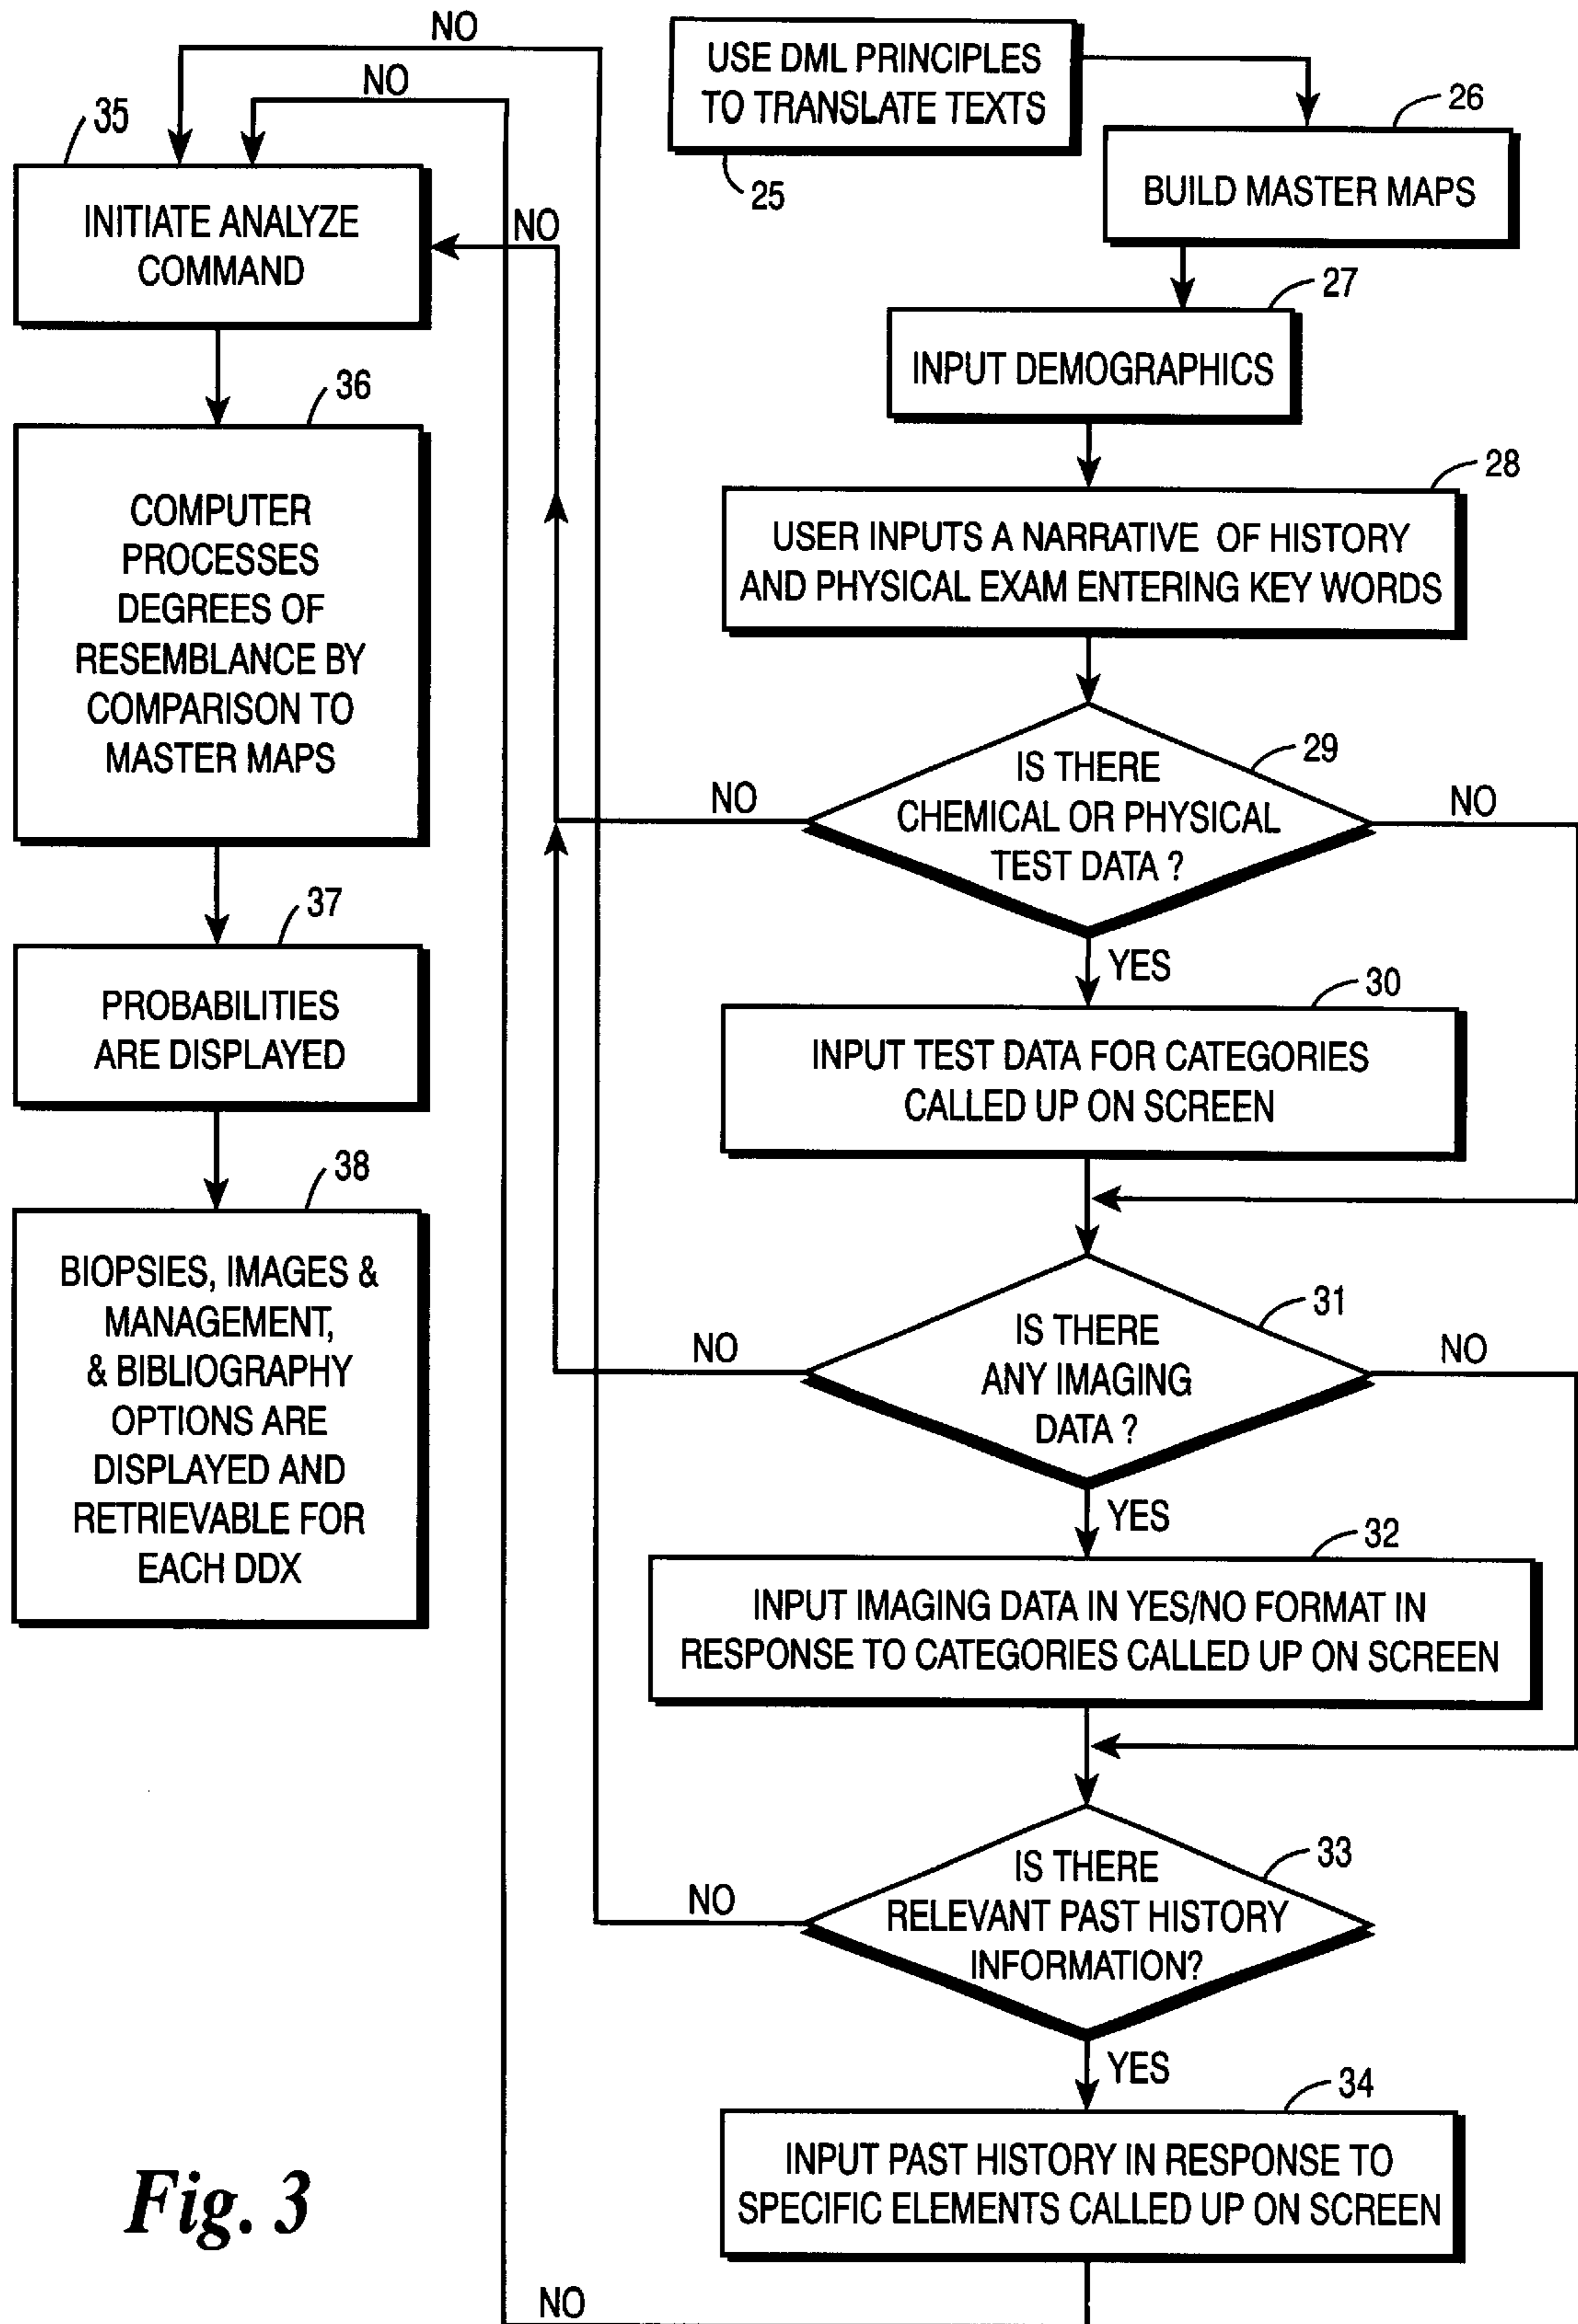 NO
NO
35
INITIATE ANALYZE
COMMAND
NO
36
COMPUTER
PROCESSES
DEGREES OF
RESEMBLANCE BY
COMPARISON TO
MASTER MAPS
37
PROBABILITIES
ARE DISPLAYED
38
BIOPSIES, IMAGES &
MANAGEMENT,
& BIBLIOGRAPHY
OPTIONS ARE
DISPLAYED AND
RETRIEVABLE FOR
EACH DDX
USE DML PRINCIPLES
TO TRANSLATE TEXTS
25
26
BUILD MASTER MAPS
27
INPUT DEMOGRAPHICS
28
USER INPUTS A NARRATIVE OF HISTORY
AND PHYSICAL EXAM ENTERING KEY WORDS
29
IS THERE
CHEMICAL OR PHYSICAL
TEST DATA ?
NO
NO
YES
30
INPUT TEST DATA FOR CATEGORIES
CALLED UP ON SCREEN
31
IS THERE
ANY IMAGING
DATA ?
NO
NO
YES
32
INPUT IMAGING DATA IN YES/NO FORMAT IN
RESPONSE TO CATEGORIES CALLED UP ON SCREEN
33
IS THERE
RELEVANT PAST HISTORY
INFORMATION?
NO
YES
34
INPUT PAST HISTORY IN RESPONSE TO
SPECIFIC ELEMENTS CALLED UP ON SCREEN
NO
Fig. 3